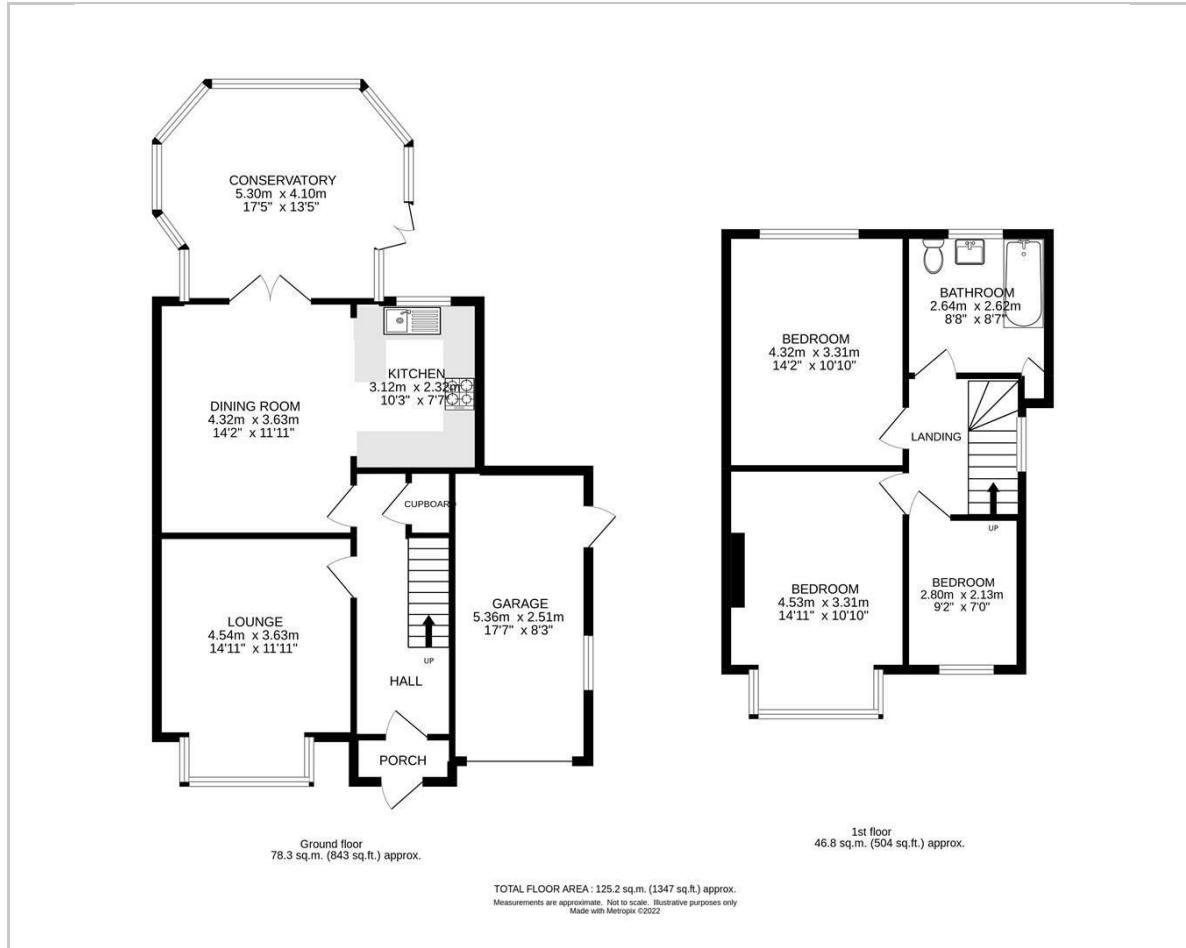 CONSERVATORY
5.30m x 4.10m
17'5" x 13'5"
KITCHEN
3.12m x 2.32m
10'3" x 7'7"
DINING ROOM
4.32m x 3.63m
14'2" x 11'11"
CUPBOARD
LOUNGE
4.54m x 3.63m
14'11" x 11'11"
GARAGE
5.36m x 2.51m
17'7" x 8'3"
UP
HALL
PORCH
Ground floor
78.3 sq.m. (843 sq.ft.) approx.
BATHROOM
2.64m x 2.62m
8'8" x 8'7"
BEDROOM
4.32m x 3.31m
14'2" x 10'10"
LANDING
UP
BEDROOM
4.53m x 3.31m
14'11" x 10'10"
BEDROOM
2.80m x 2.13m
9'2" x 7'0"
1st floor
46.8 sq.m. (504 sq.ft.) approx.
TOTAL FLOOR AREA : 125.2 sq.m. (1347 sq.ft.) approx.
Measurements are approximate. Not to scale. Illustrative purposes only
Made with Metropix ©2022